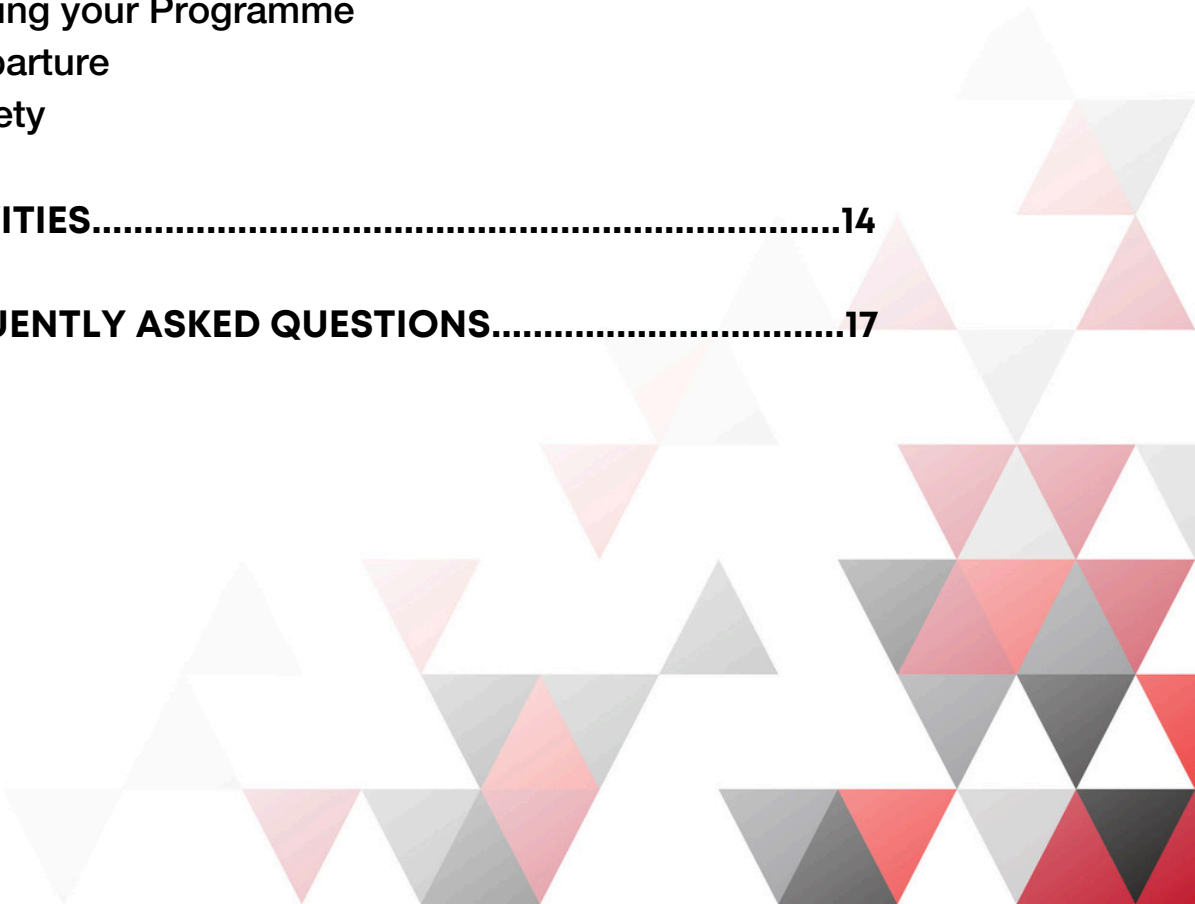 ing your Programme
parture
ety
ITIES........................................................................14
UENTLY ASKED QUESTIONS..................................17